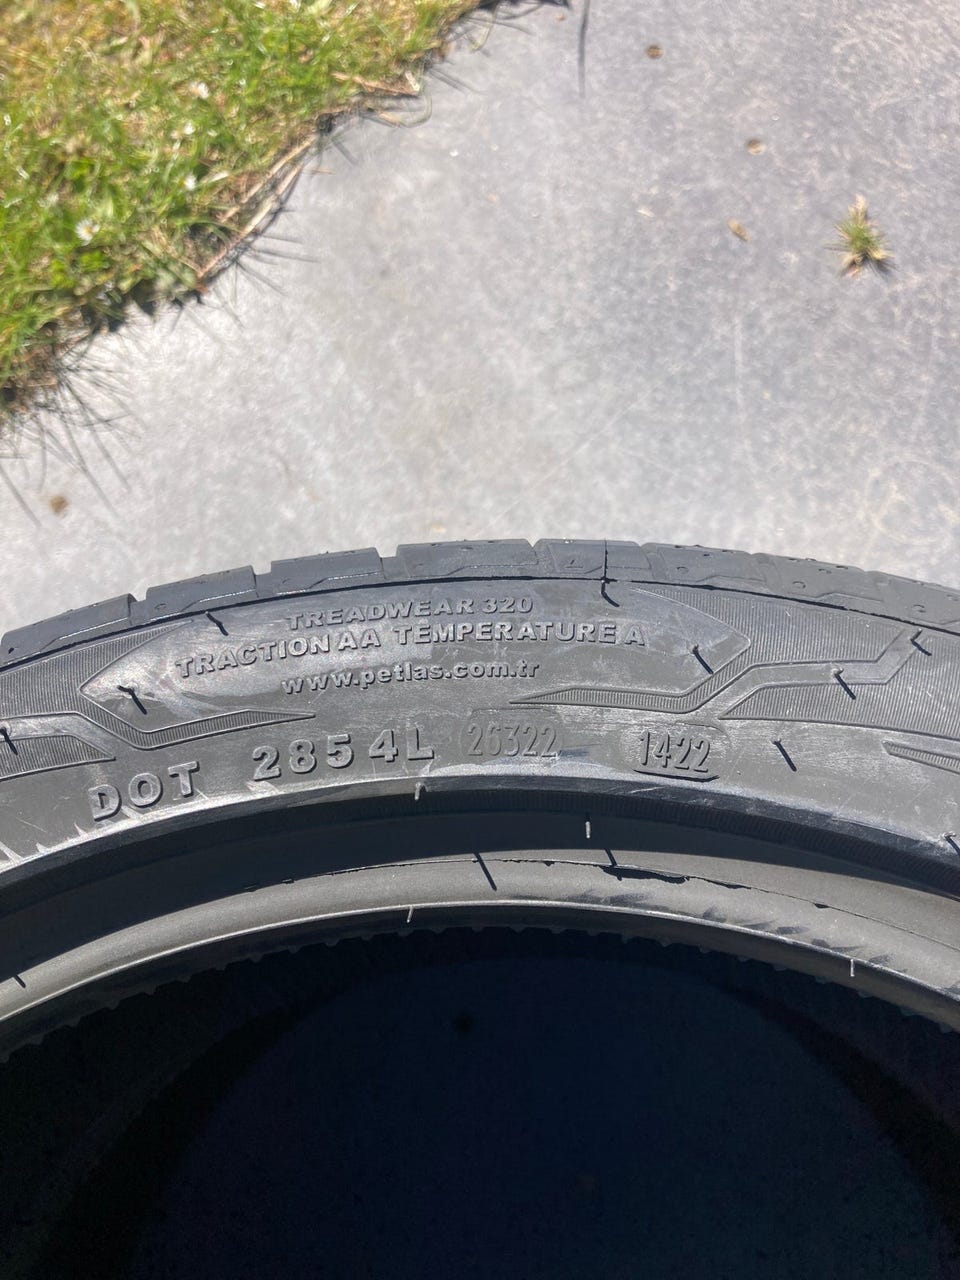 TREADWEAR 320
TRACTION AA TEMPERATURE A
www.petlas.com.tr
DOT 2854L 26322 1422